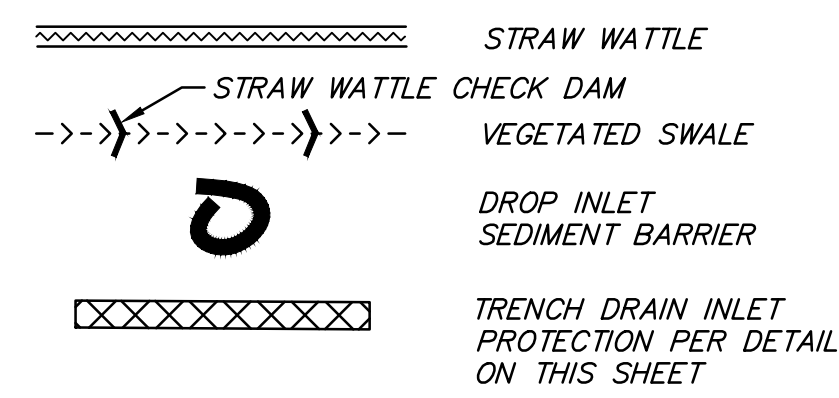 STRAW WATTLE
STRAW WATTLE CHECK DAM
VEGETATED SWALE
DROP INLET
SEDIMENT BARRIER
TRENCH DRAIN INLET
PROTECTION PER DETAIL
ON THIS SHEET